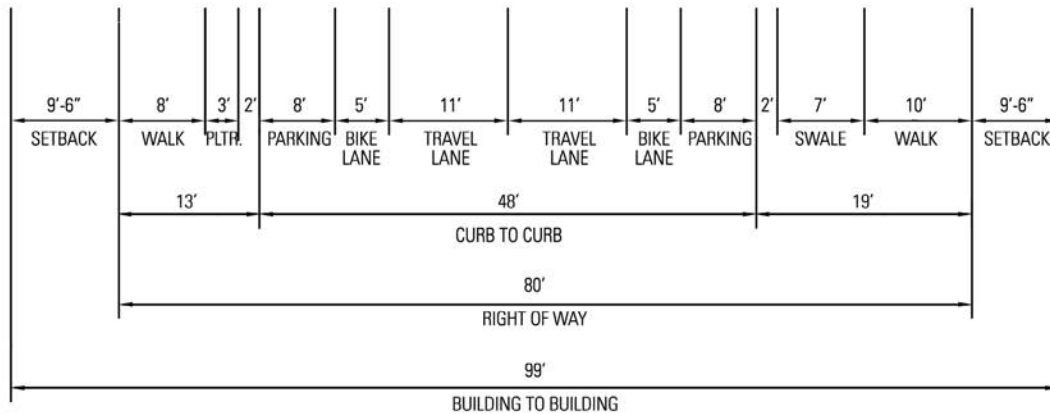 9'-6" 8' 3' 2' 8' 5' 11' 11' 5' 8' 2' 7' 10' 9'-6"
SETBACK WALK PLTR. PARKING BIKE LANE TRAVEL LANE TRAVEL LANE BIKE LANE PARKING SWALE WALK SETBACK
13' 48' 19'
CURB TO CURB
80'
RIGHT OF WAY
99'
BUILDING TO BUILDING